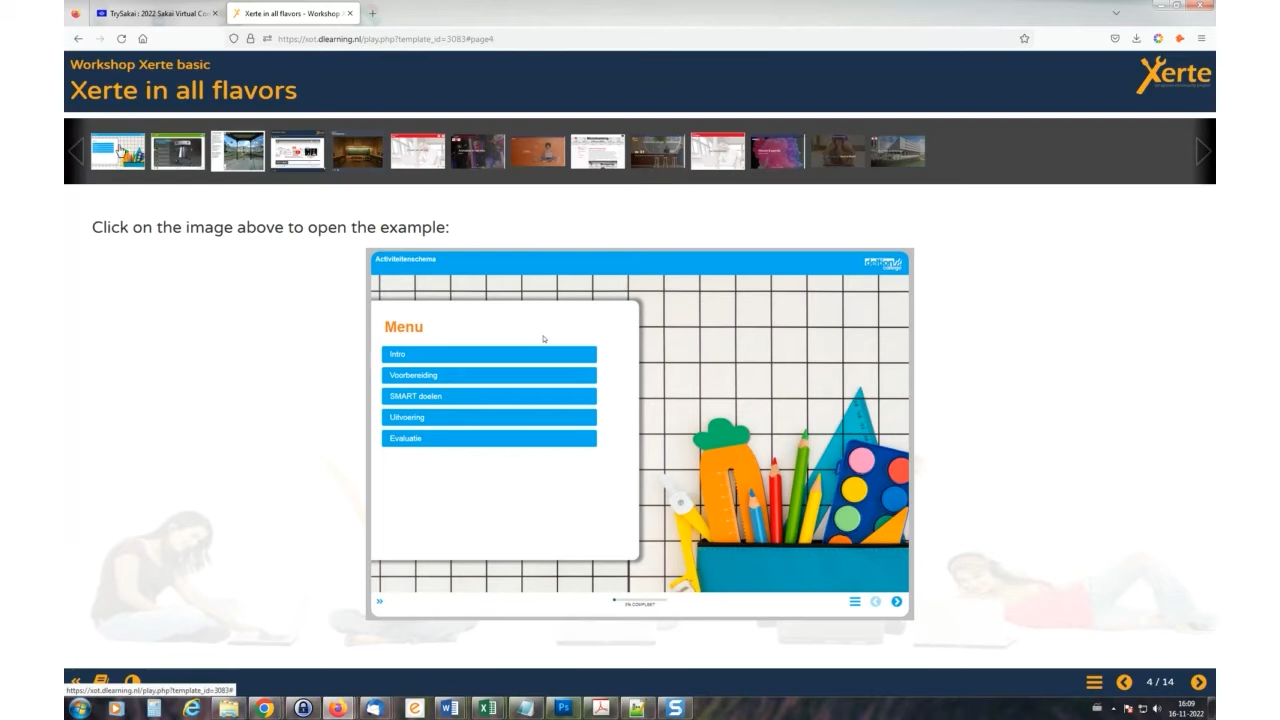 TrySakai : 2022 Sakai Virtual Co
Xerte in all flavors - Workshop
https://xot.dlearning.nl/play.php?template_id=3083#page4
Workshop Xerte basic
Xerte in all flavors
Xerte
Click on the image above to open the example:
Activiteitenschema
deltion
college
Menu
Intro
Voorbereiding
SMART doelen
Uitvoering
Evaluatie
4 / 14
https://xot.dlearning.nl/play.php?template_id=3083#
16:09
16-11-2022